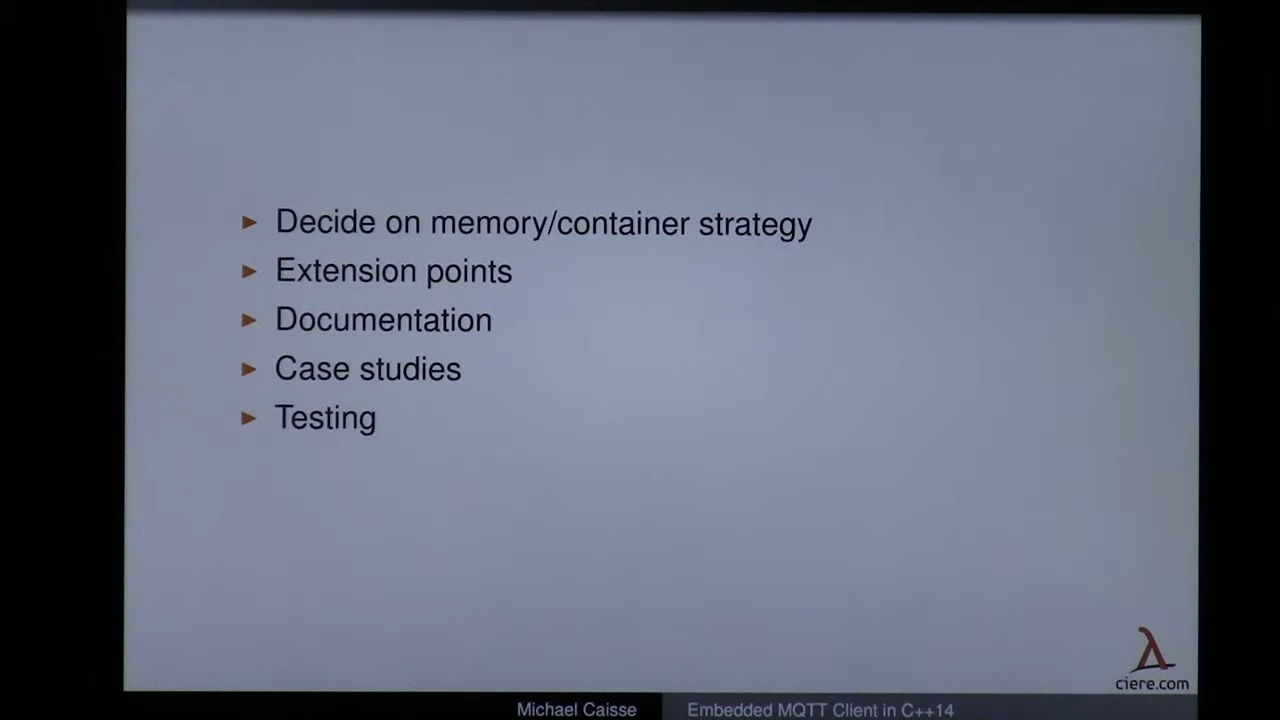 Decide on memory/container strategy
Extension points
Documentation
Case studies
Testing
ciere.com
Michael Caisse
Embedded MQTT Client in C++14